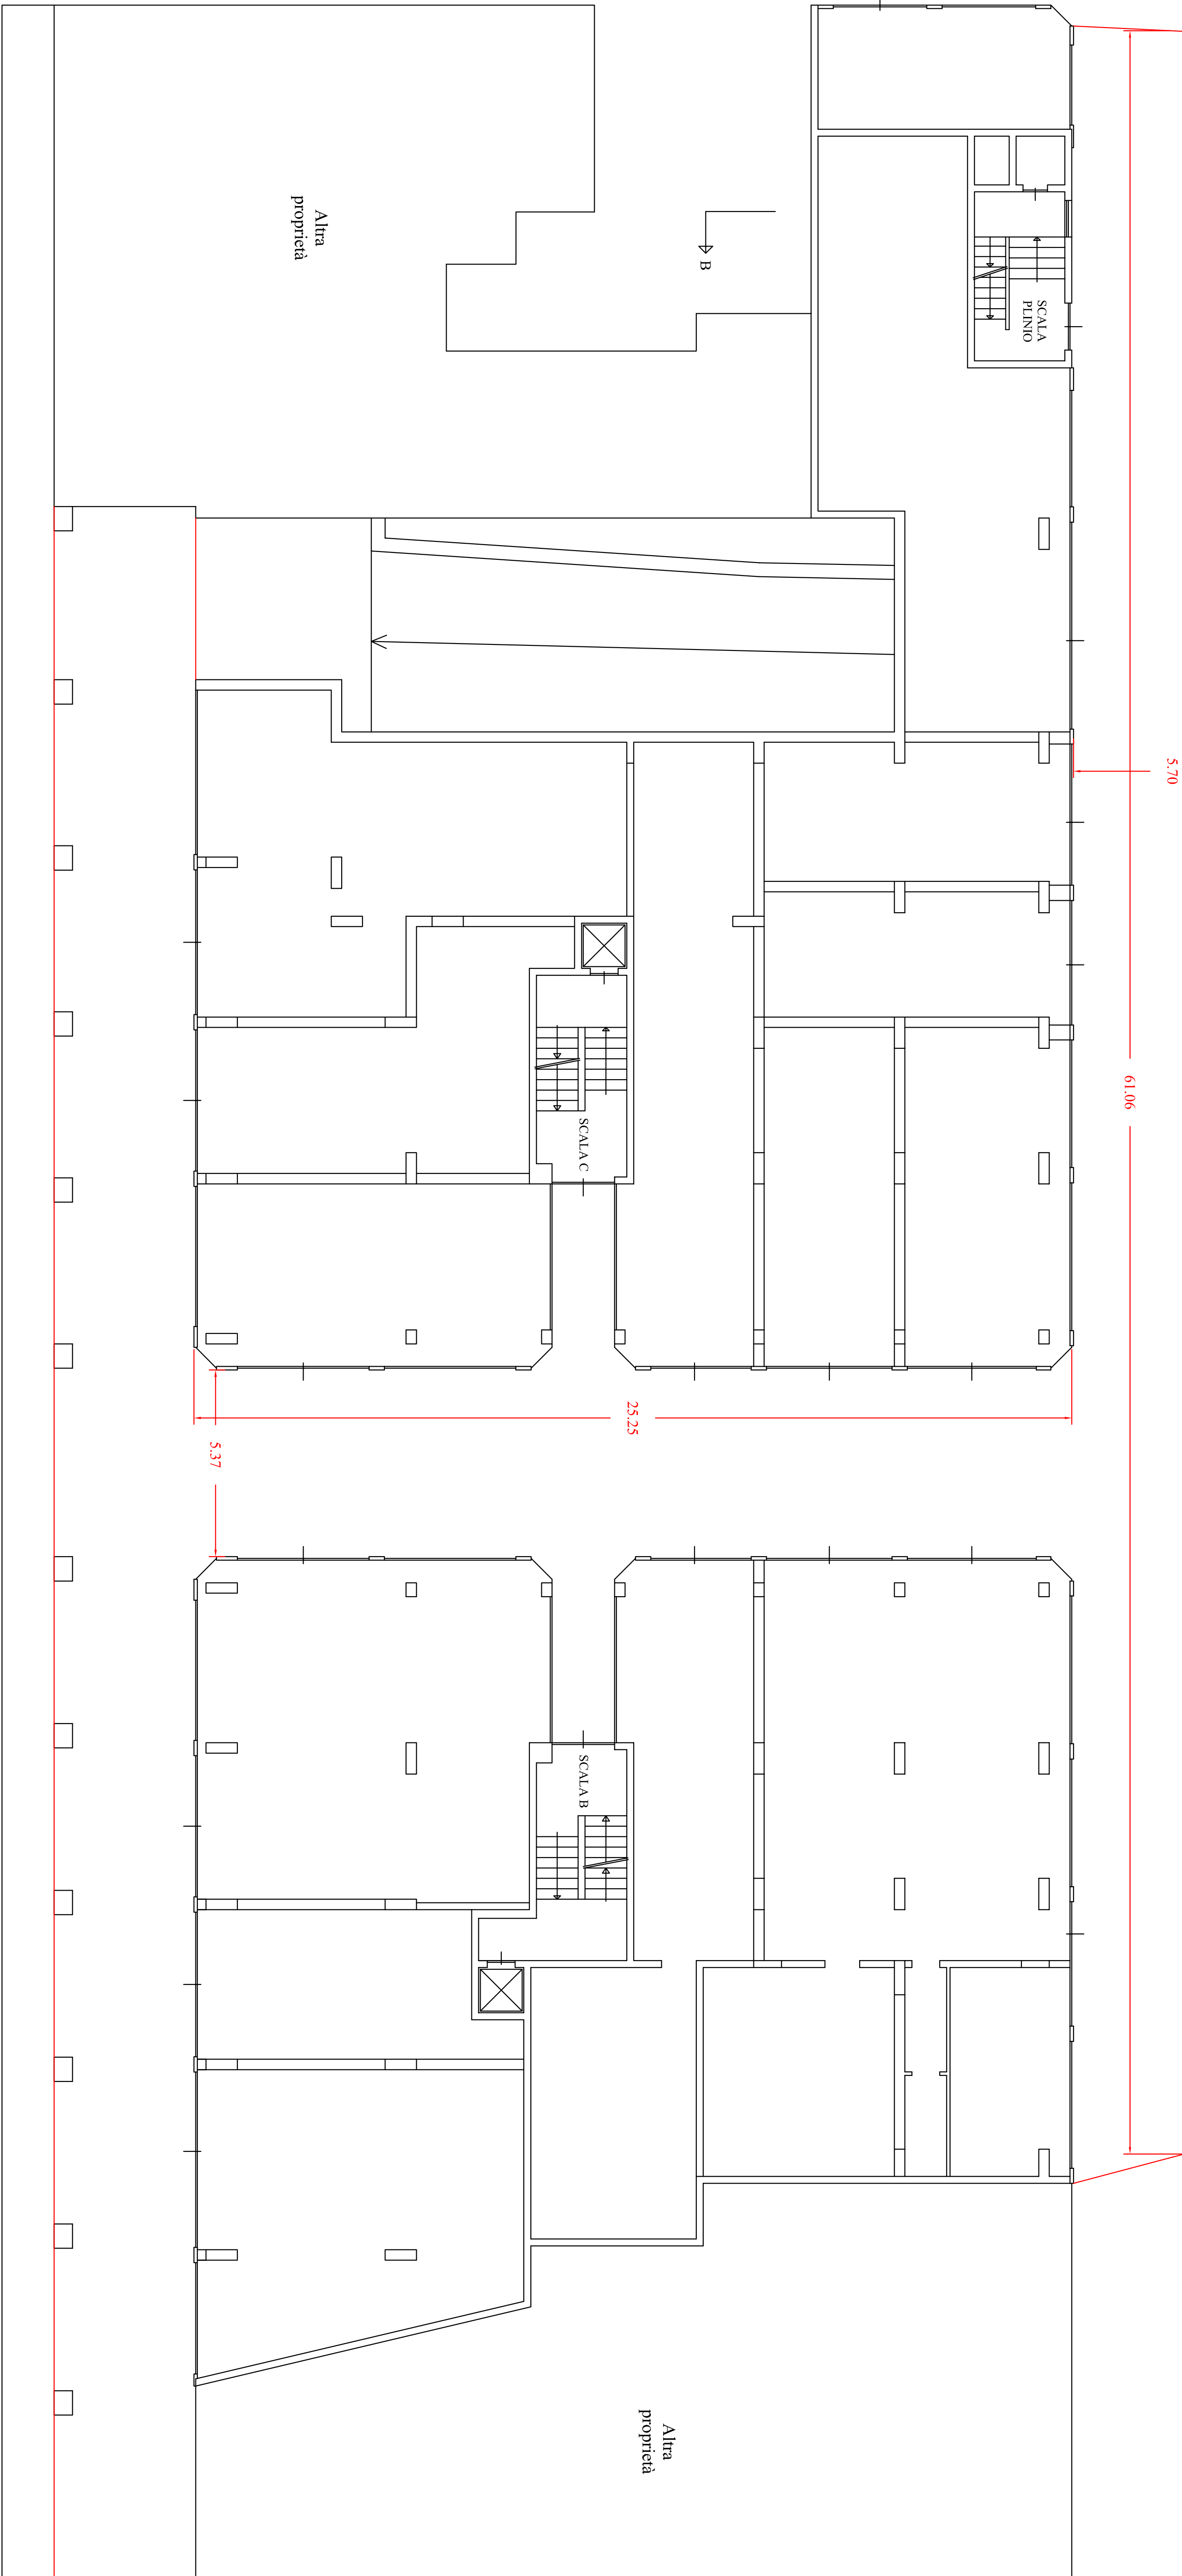 5.70
61.06
SCALA
PLINIO
B
Altra
proprietà
SCALA C
25.25
5.37
SCALA B
Altra
proprietà